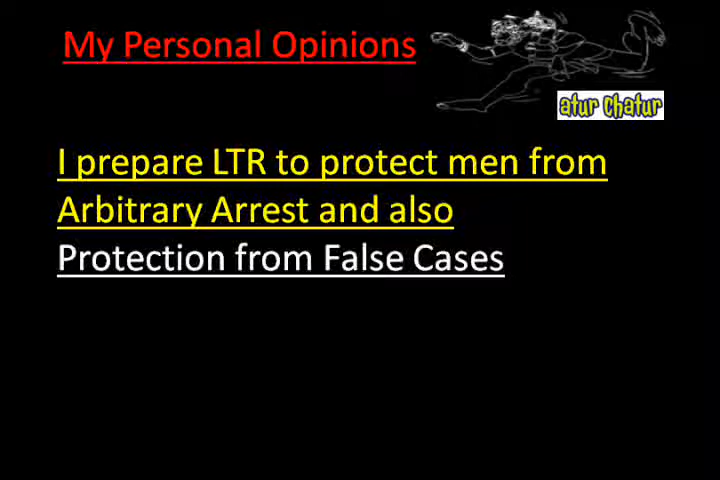 My Personal Opinions
atur chatur
I prepare LTR to protect men from
Arbitrary Arrest and also
Protection from False Cases